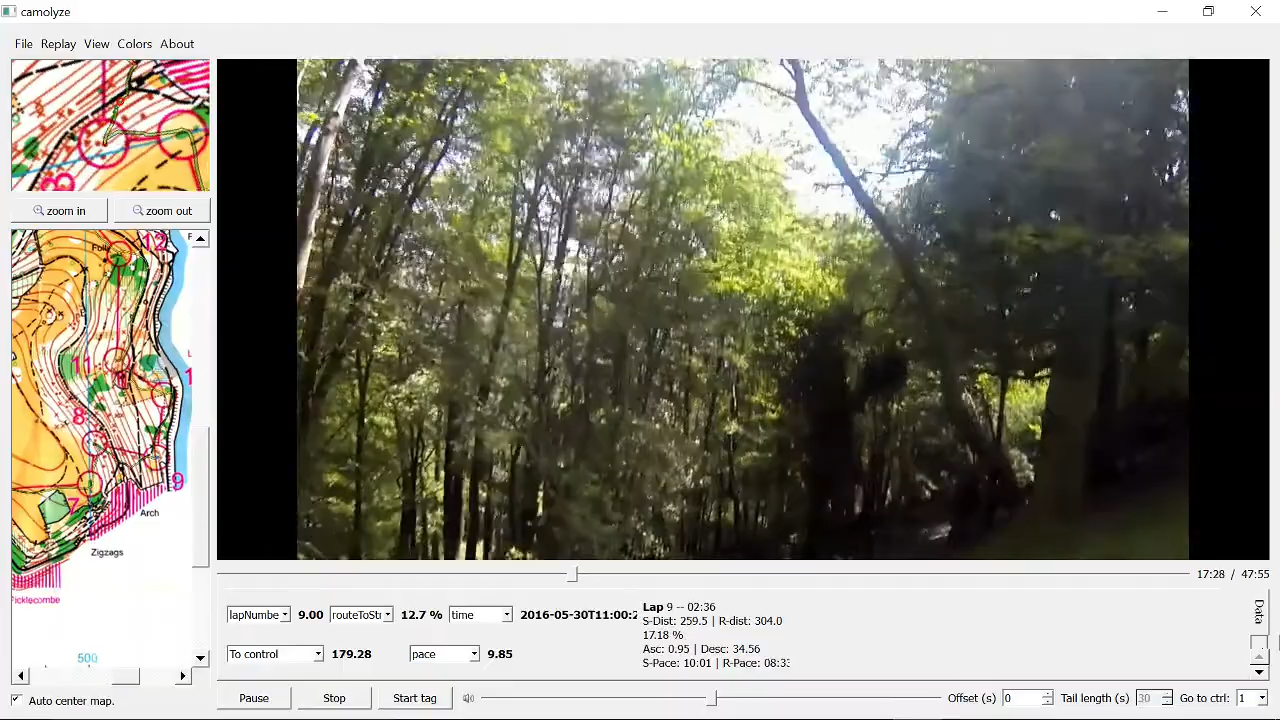 camolyze
File Replay View Colors About
zoom in zoom out
Folly 12
11
8
9
7
Arch
Zigzags
Ficklecombe
500
Auto center map.
17:28 / 47:55
lapNumbe 9.00 routeToStr 12.7 % time 2016-05-30T11:00:2
To control 179.28 pace 9.85
Lap 9 -- 02:36
S-Dist: 259.5 | R-dist: 304.0
17.18 %
Asc: 0.95 | Desc: 34.56
S-Pace: 10:01 | R-Pace: 08:3
Data
Pause Stop Start tag Offset (s) 0 Tail length (s) 30 Go to ctrl: 1